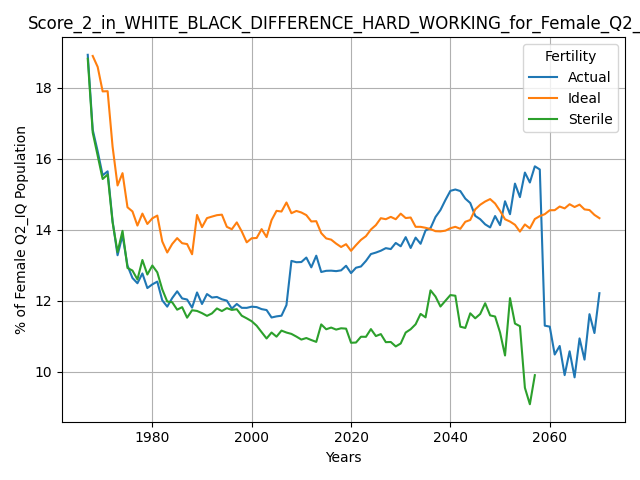 Score_2_in_WHITE_BLACK_DIFFERENCE_HARD_WORKING_for_Female_Q2_
18
16
14
12
10
% of Female Q2_IQ Population
Fertility
Actual
Ideal
Sterile
1980
2000
2020
2040
2060
Years